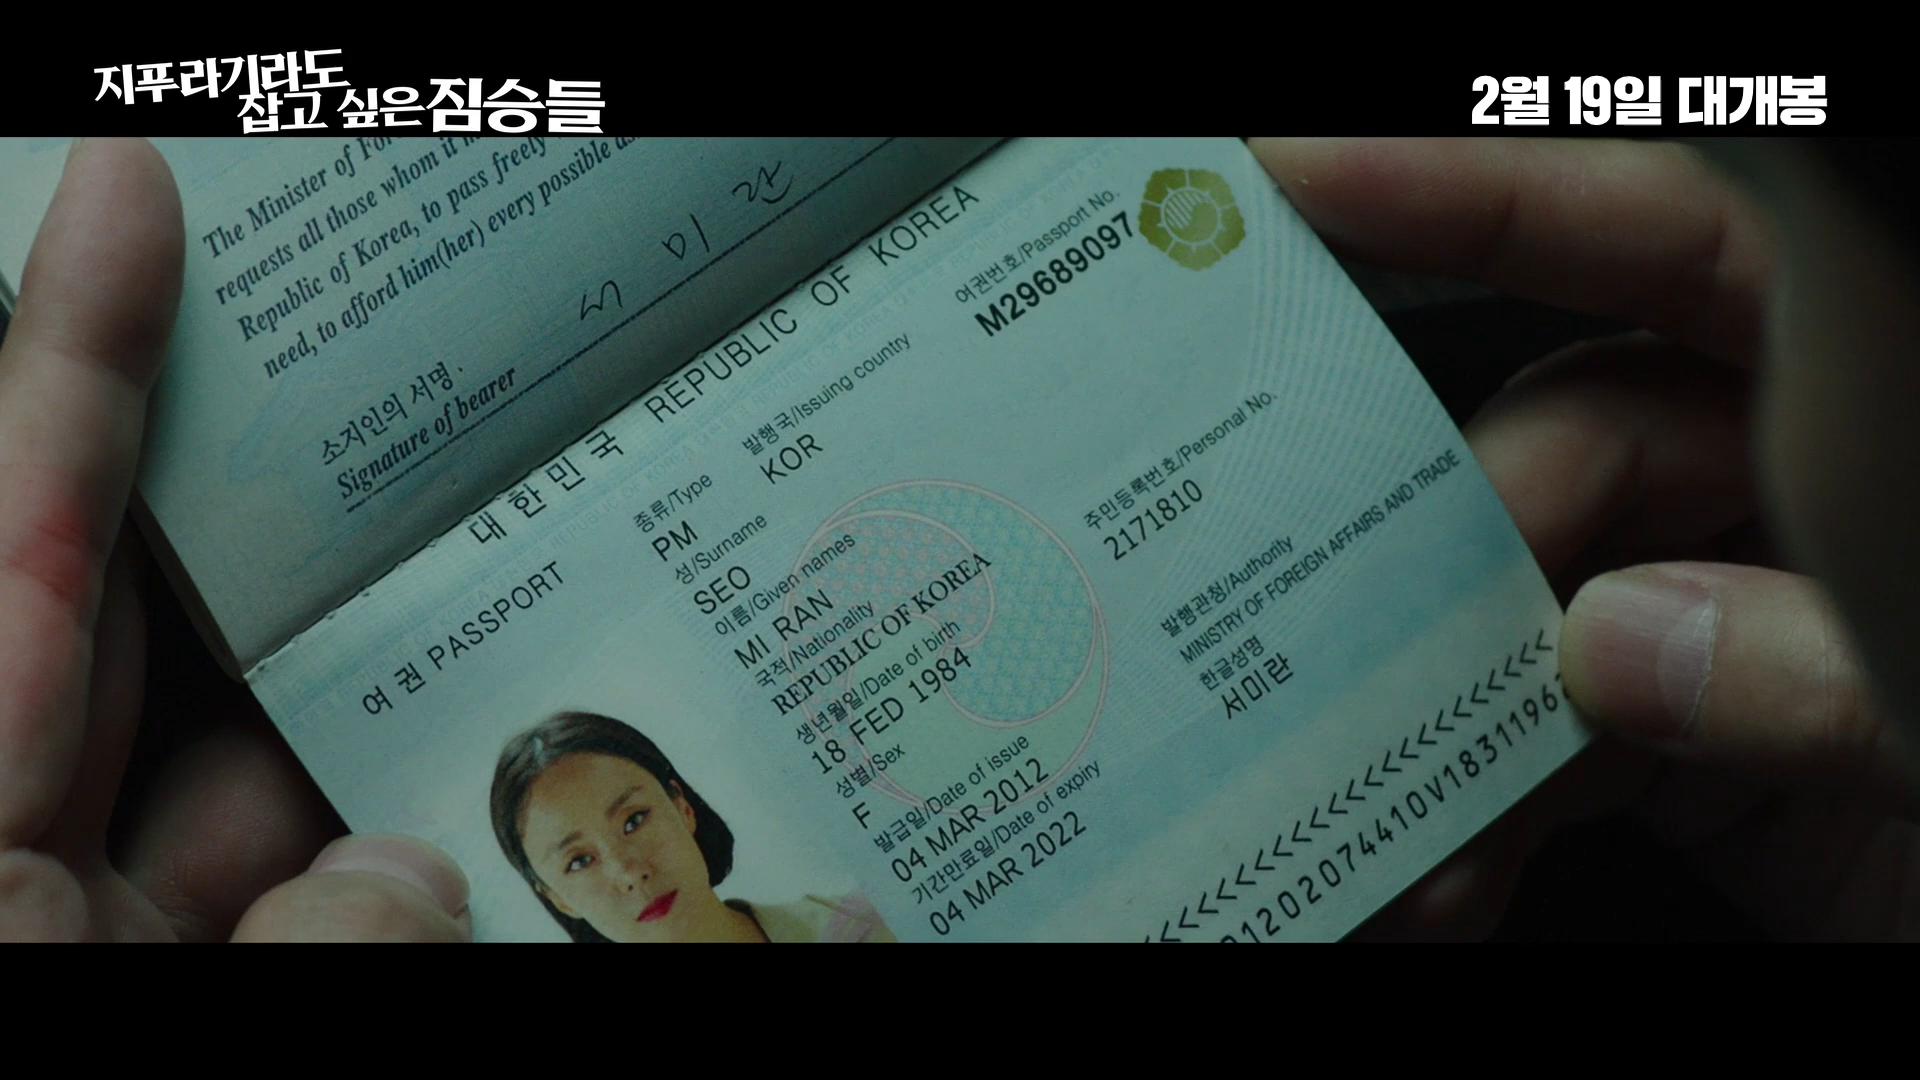 지푸라기라도
잡고 싶은 짐승들
2월 19일 대개봉
The Minister of
requests all those whom it
Republic of Korea, to pass freely
need, to afford him(her) every possible
소지인의 서명.
Signature of bearer
서 미 란
대한민국 REPUBLIC OF KOREA
여권 PASSPORT
종류/Type
PM
발행국/Issuing country
KOR
여권번호/Passport No.
M29689097
성/Surname
SEO
이름/Given names
MI RAN
국적/Nationality
REPUBLIC OF KOREA
생년월일/Date of birth
18 FED 1984
주민등록번호/Personal No.
2171810
성별/Sex
F
발행관청/Authority
MINISTRY OF FOREIGN AFFAIRS AND TRADE
발급일/Date of issue
04 MAR 2012
한글성명
서미란
기간만료일/Date of expiry
04 MAR 2022
<<<<<<<<<<<<<<<<<<<<<<